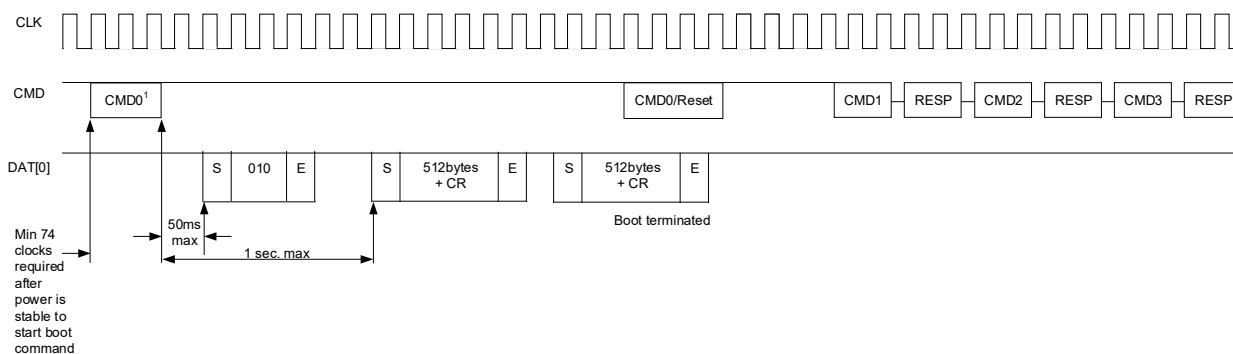 CLK
CMD
CMD0¹
CMD0/Reset
CMD1
RESP
CMD2
RESP
CMD3
RESP
DAT[0]
S
010
E
S
512bytes
+ CR
E
S
512bytes
+ CR
E
Boot terminated
50ms
max
1 sec. max
Min 74
clocks
required
after
power is
stable to
start boot
command